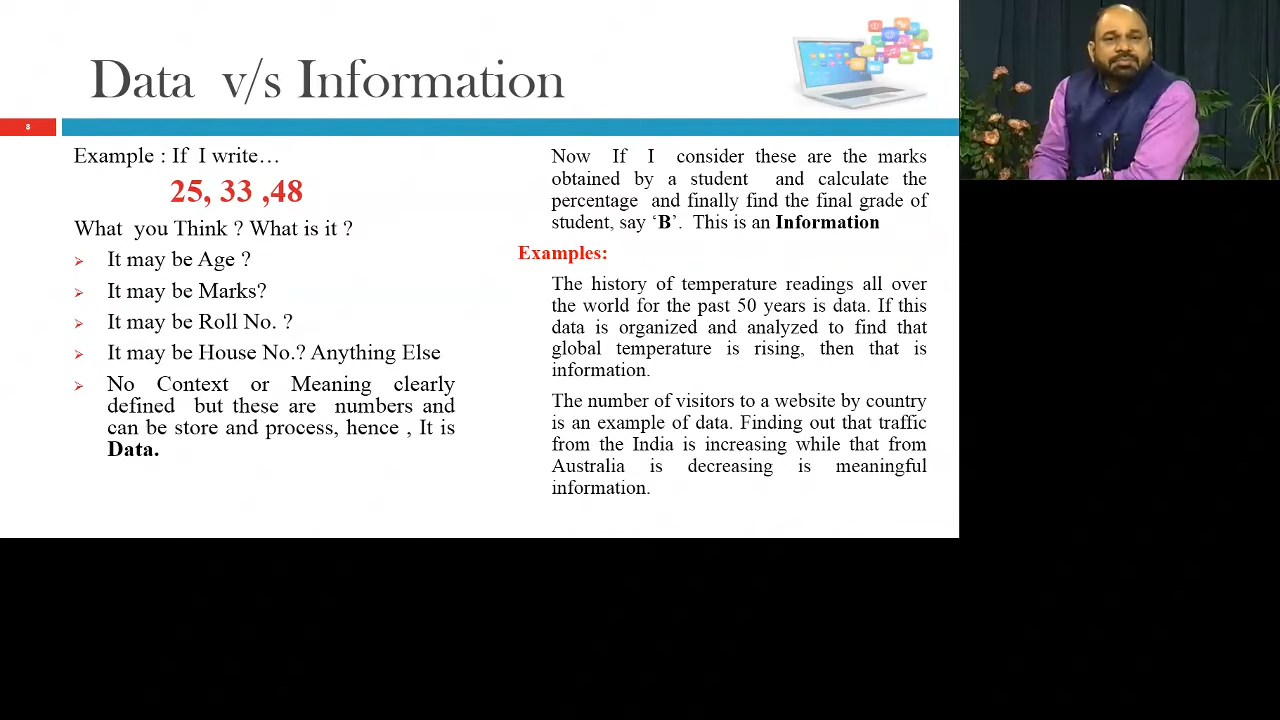 Data v/s Information
8
Example : If I write…
25, 33 ,48
What you Think ? What is it ?
It may be Age ?
It may be Marks?
It may be Roll No. ?
It may be House No.? Anything Else
No Context or Meaning clearly
defined but these are numbers and
can be store and process, hence , It is
Data.
Now If I consider these are the marks
obtained by a student and calculate the
percentage and finally find the final grade of
student, say ‘B’. This is an Information
Examples:
The history of temperature readings all over
the world for the past 50 years is data. If this
data is organized and analyzed to find that
global temperature is rising, then that is
information.
The number of visitors to a website by country
is an example of data. Finding out that traffic
from the India is increasing while that from
Australia is decreasing is meaningful
information.